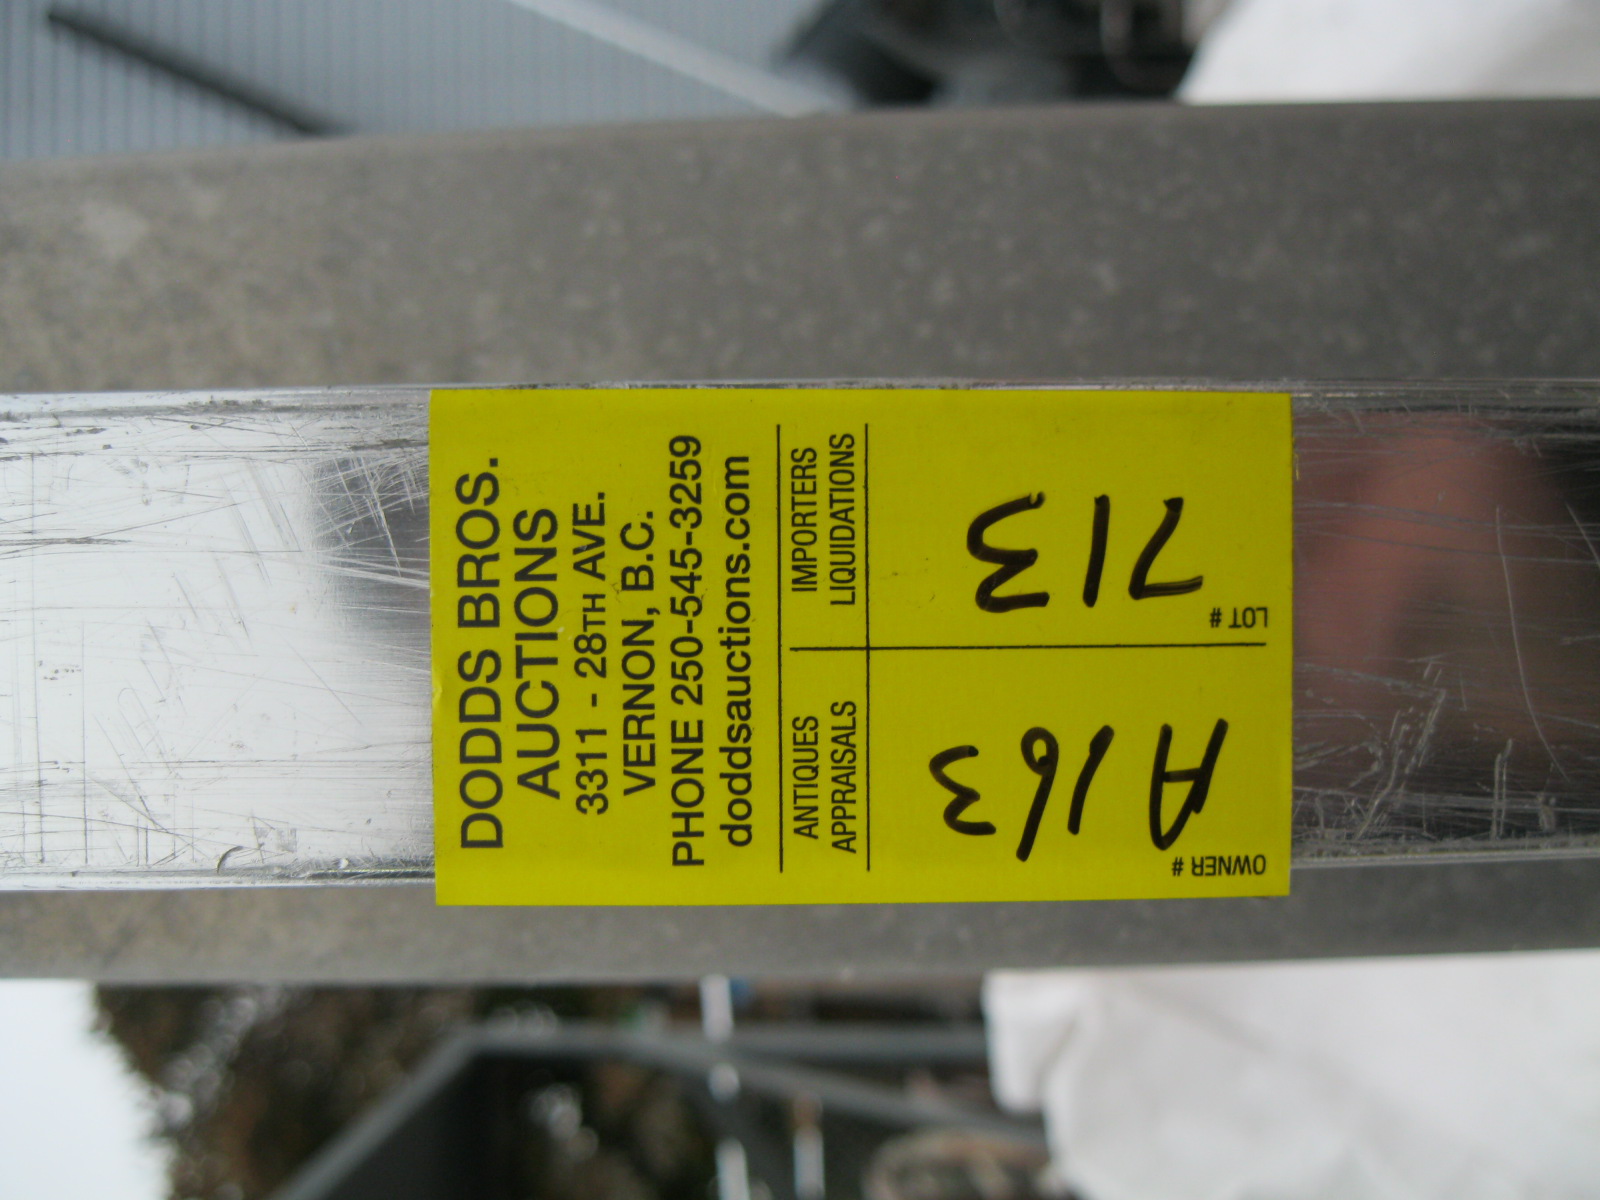 DODDS BROS.
AUCTIONS
3311 - 28TH AVE.
VERNON, B.C.
PHONE 250-545-3259
doddsauctions.com
ANTIQUES
APPRAISALS
IMPORTERS
LIQUIDATIONS
OWNER #
A163
LOT #
713